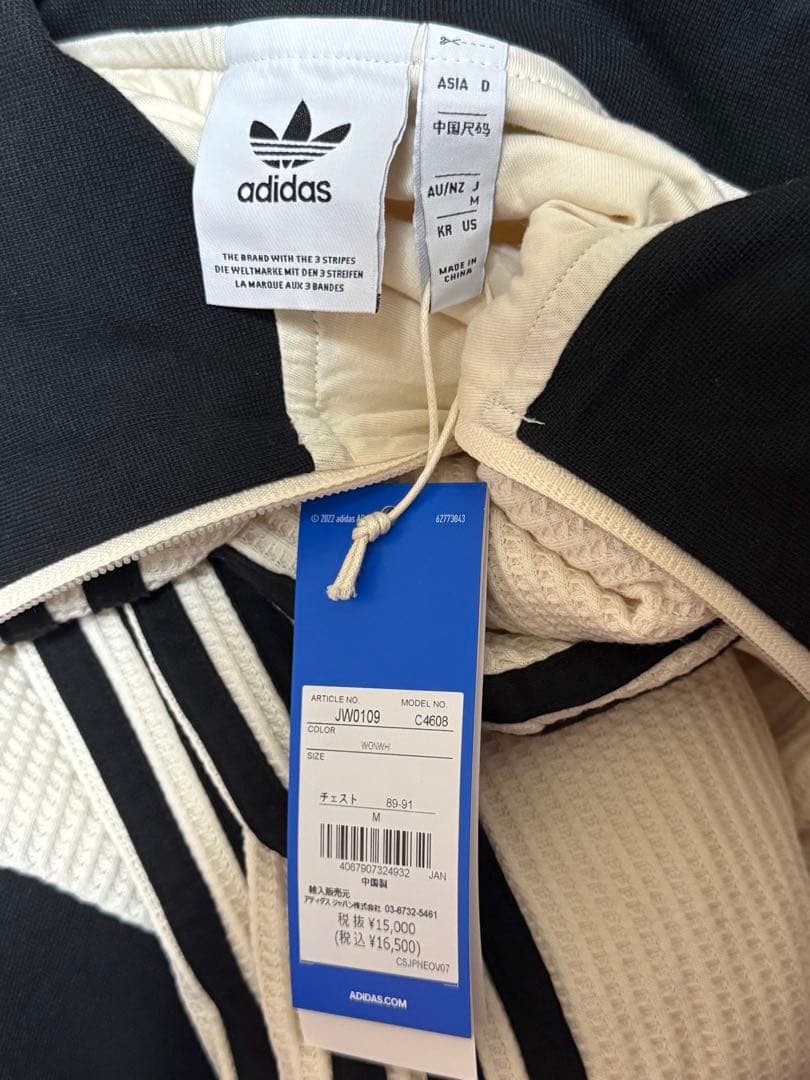 adidas
THE BRAND WITH THE 3 STRIPES
DIE WELTMARKE MIT DEN 3 STREIFEN
LA MARQUE AUX 3 BANDES
ASIA D
中国尺码
AU/NZ J
M
KR US
MADE IN
CHINA
© 2022 adidas
62773043
ARTICLE NO. MODEL NO.
JW0109 C4608
COLOR
WONWHI
SIZE
チェスト 89-91
M
4067907324932 JAN
中国製
輸入販売元
アディダス ジャパン株式会社 03-6732-5461
税抜 ¥15,000
(税込 ¥16,500)
CSJPNEOV07
ADIDAS.COM